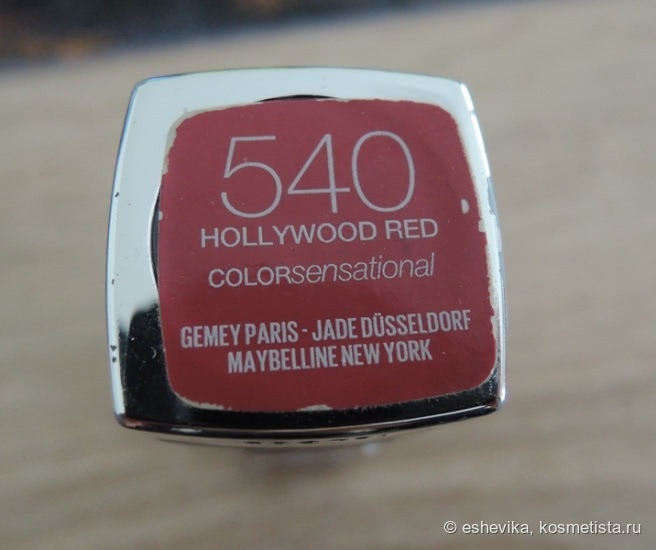 540
HOLLYWOOD RED
COLORsensational
GEMEY PARIS - JADE DÜSSELDORF
MAYBELLINE NEW YORK
© eshevika, kosmetista.ru